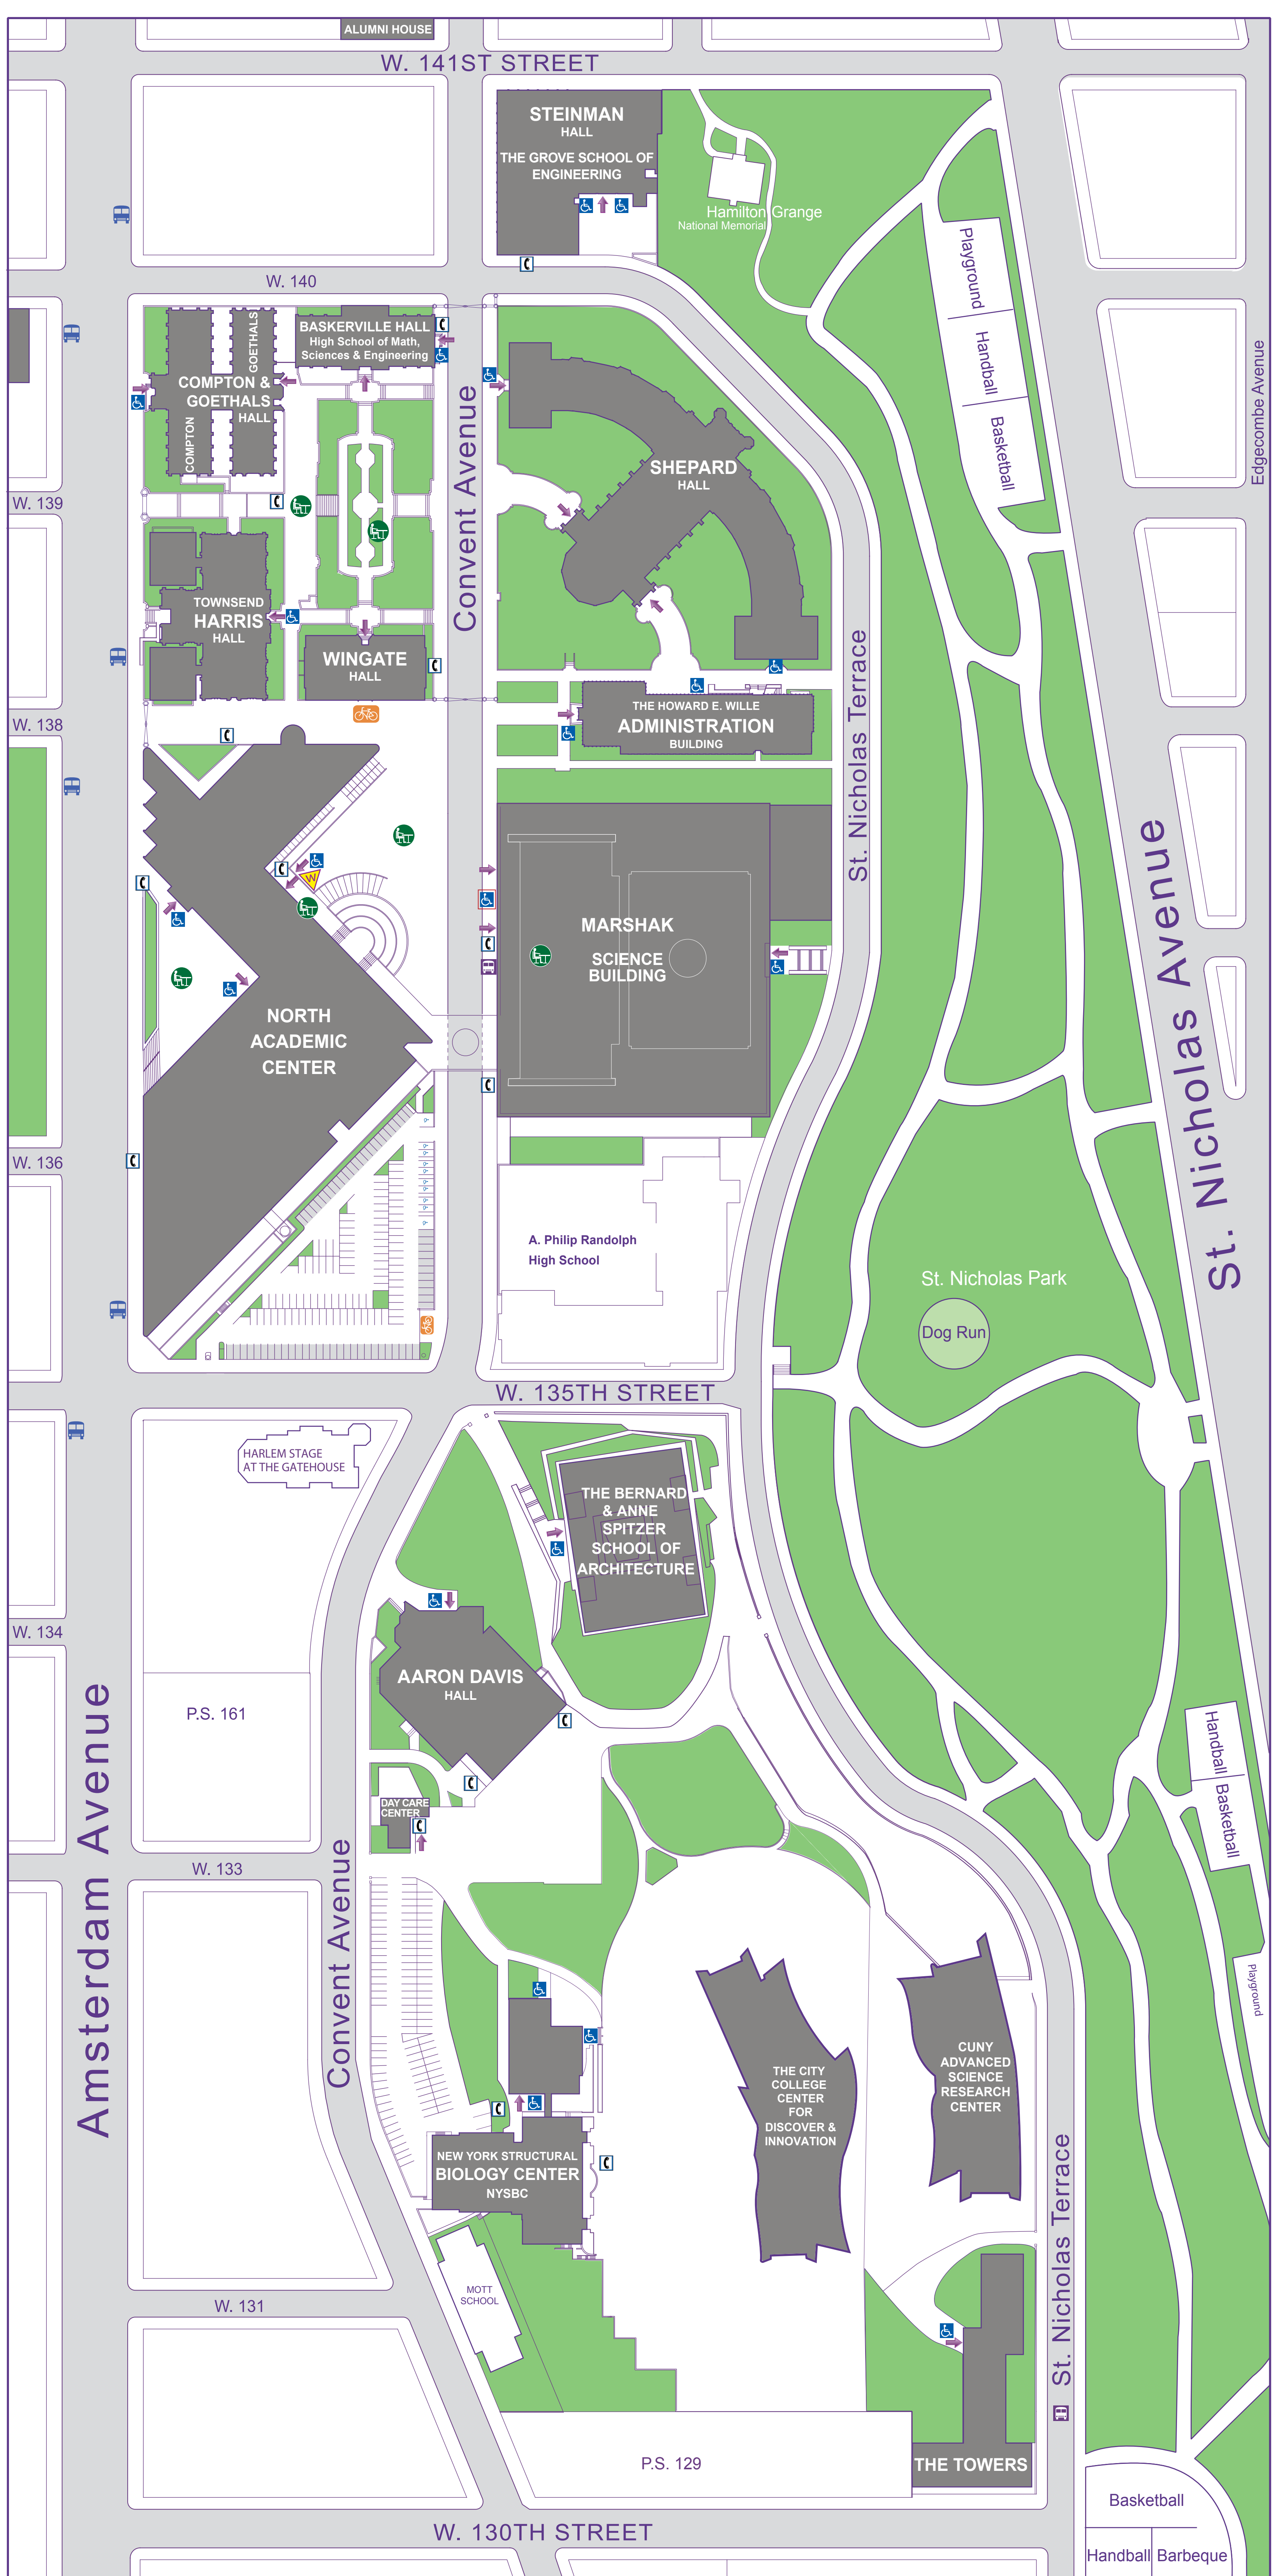 ALUMNI HOUSE
W. 141ST STREET
STEINMAN
HALL
THE GROVE SCHOOL OF
ENGINEERING
Hamilton Grange
National Memorial
Playground
Handball
Basketball
W. 140
BASKERVILLE HALL
High School of Math,
Sciences & Engineering
GOETHALS
COMPTON &
GOETHALS
HALL
COMPTON
Convent Avenue
SHEPARD
HALL
Edgecombe Avenue
W. 139
TOWNSEND
HARRIS
HALL
WINGATE
HALL
W. 138
THE HOWARD E. WILLE
ADMINISTRATION
BUILDING
St. Nicholas Terrace
St. Nicholas Avenue
W
MARSHAK
SCIENCE
BUILDING
NORTH
ACADEMIC
CENTER
W. 136
A. Philip Randolph
High School
St. Nicholas Park
Dog Run
W. 135TH STREET
HARLEM STAGE
AT THE GATEHOUSE
THE BERNARD
& ANNE
SPITZER
SCHOOL OF
ARCHITECTURE
W. 134
AARON DAVIS
HALL
P.S. 161
Handball
Basketball
DAY CARE
CENTER
W. 133
Amsterdam Avenue
Convent Avenue
Playground
THE CITY
COLLEGE
CENTER
FOR
DISCOVER &
INNOVATION
CUNY
ADVANCED
SCIENCE
RESEARCH
CENTER
NEW YORK STRUCTURAL
BIOLOGY CENTER
NYSBC
St. Nicholas Terrace
MOTT
SCHOOL
W. 131
P.S. 129
THE TOWERS
Basketball
W. 130TH STREET
Handball
Barbeque